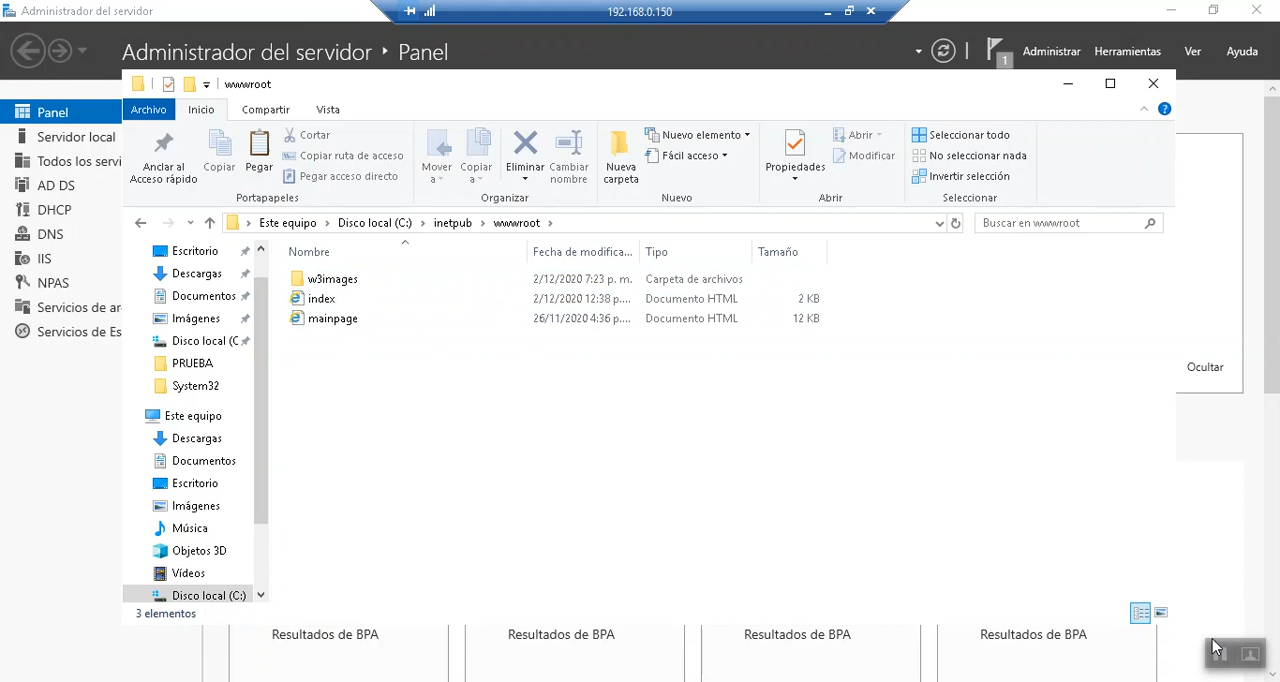 Administrador del servidor
192.168.0.150
Administrador del servidor ‣ Panel
1
Administrar
Herramientas
Ver
Ayuda
wwwroot
Archivo
Inicio
Compartir
Vista
Anclar al
Acceso rápido
Copiar
Pegar
Cortar
Copiar ruta de acceso
Pegar acceso directo
Portapapeles
Mover
a
Copiar
a
Eliminar
Cambiar
nombre
Organizar
Nueva
carpeta
Nuevo elemento
Fácil acceso
Nuevo
Propiedades
Abrir
Modificar
Abrir
Seleccionar todo
No seleccionar nada
Invertir selección
Seleccionar
Este equipo
Disco local (C:)
inetpub
wwwroot
Buscar en wwwroot
Panel
Servidor local
Todos los servi
AD DS
DHCP
DNS
IIS
NPAS
Servicios de ar
Servicios de Es
Escritorio
Descargas
Documentos
Imágenes
Disco local (C
PRUEBA
System32
Este equipo
Descargas
Documentos
Escritorio
Imágenes
Música
Objetos 3D
Vídeos
Disco local (C:)
Nombre
Fecha de modifica...
Tipo
Tamaño
w3images
2/12/2020 7:23 p. m.
Carpeta de archivos
index
2/12/2020 12:38 p....
Documento HTML
2 KB
mainpage
26/11/2020 4:36 p....
Documento HTML
12 KB
Ocultar
3 elementos
Resultados de BPA
Resultados de BPA
Resultados de BPA
Resultados de BPA